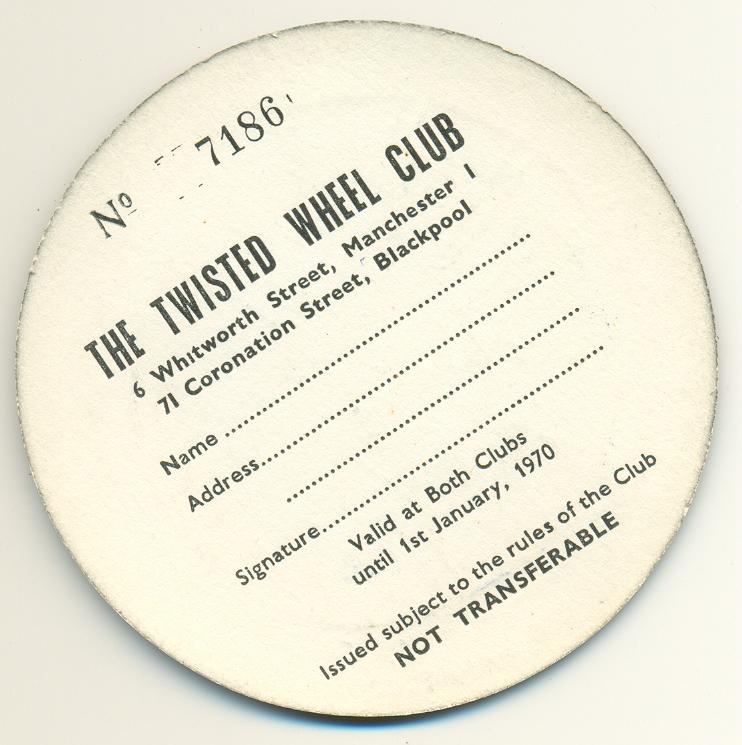 Nº 7186
THE TWISTED WHEEL CLUB
6 Whitworth Street, Manchester 1
71 Coronation Street, Blackpool
Name ........................................
Address........................................
........................................
Signature........................................
Valid at Both Clubs
until 1st January, 1970
Issued subject to the rules of the Club
NOT TRANSFERABLE